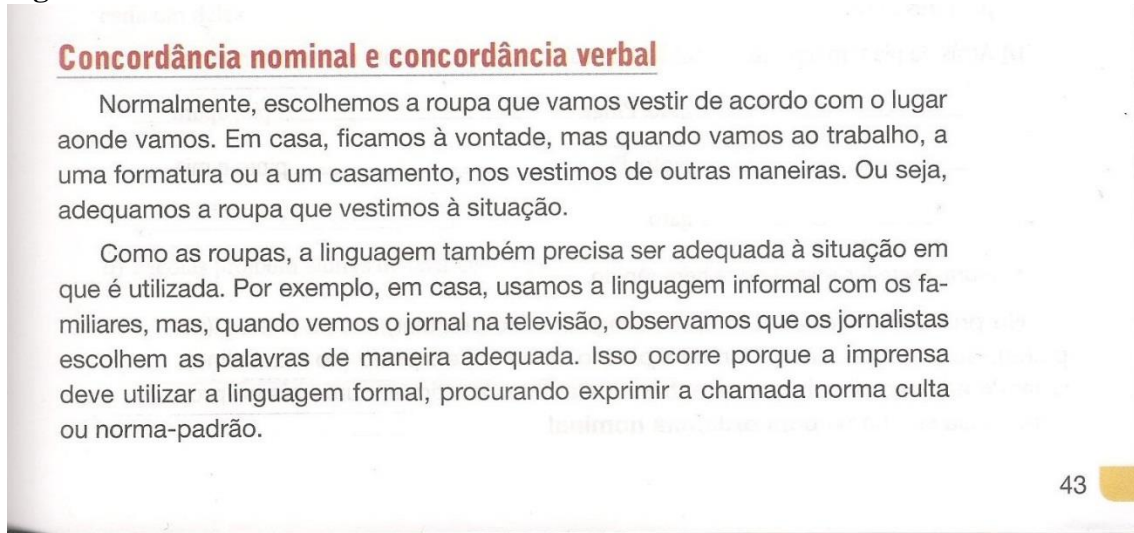 Concordância nominal e concordância verbal
Normalmente, escolhemos a roupa que vamos vestir de acordo com o lugar
aonde vamos. Em casa, ficamos à vontade, mas quando vamos ao trabalho, a
uma formatura ou a um casamento, nos vestimos de outras maneiras. Ou seja,
adequamos a roupa que vestimos à situação.
Como as roupas, a linguagem também precisa ser adequada à situação em
que é utilizada. Por exemplo, em casa, usamos a linguagem informal com os fa-
miliares, mas, quando vemos o jornal na televisão, observamos que os jornalistas
escolhem as palavras de maneira adequada. Isso ocorre porque a imprensa
deve utilizar a linguagem formal, procurando exprimir a chamada norma culta
ou norma-padrão.
43